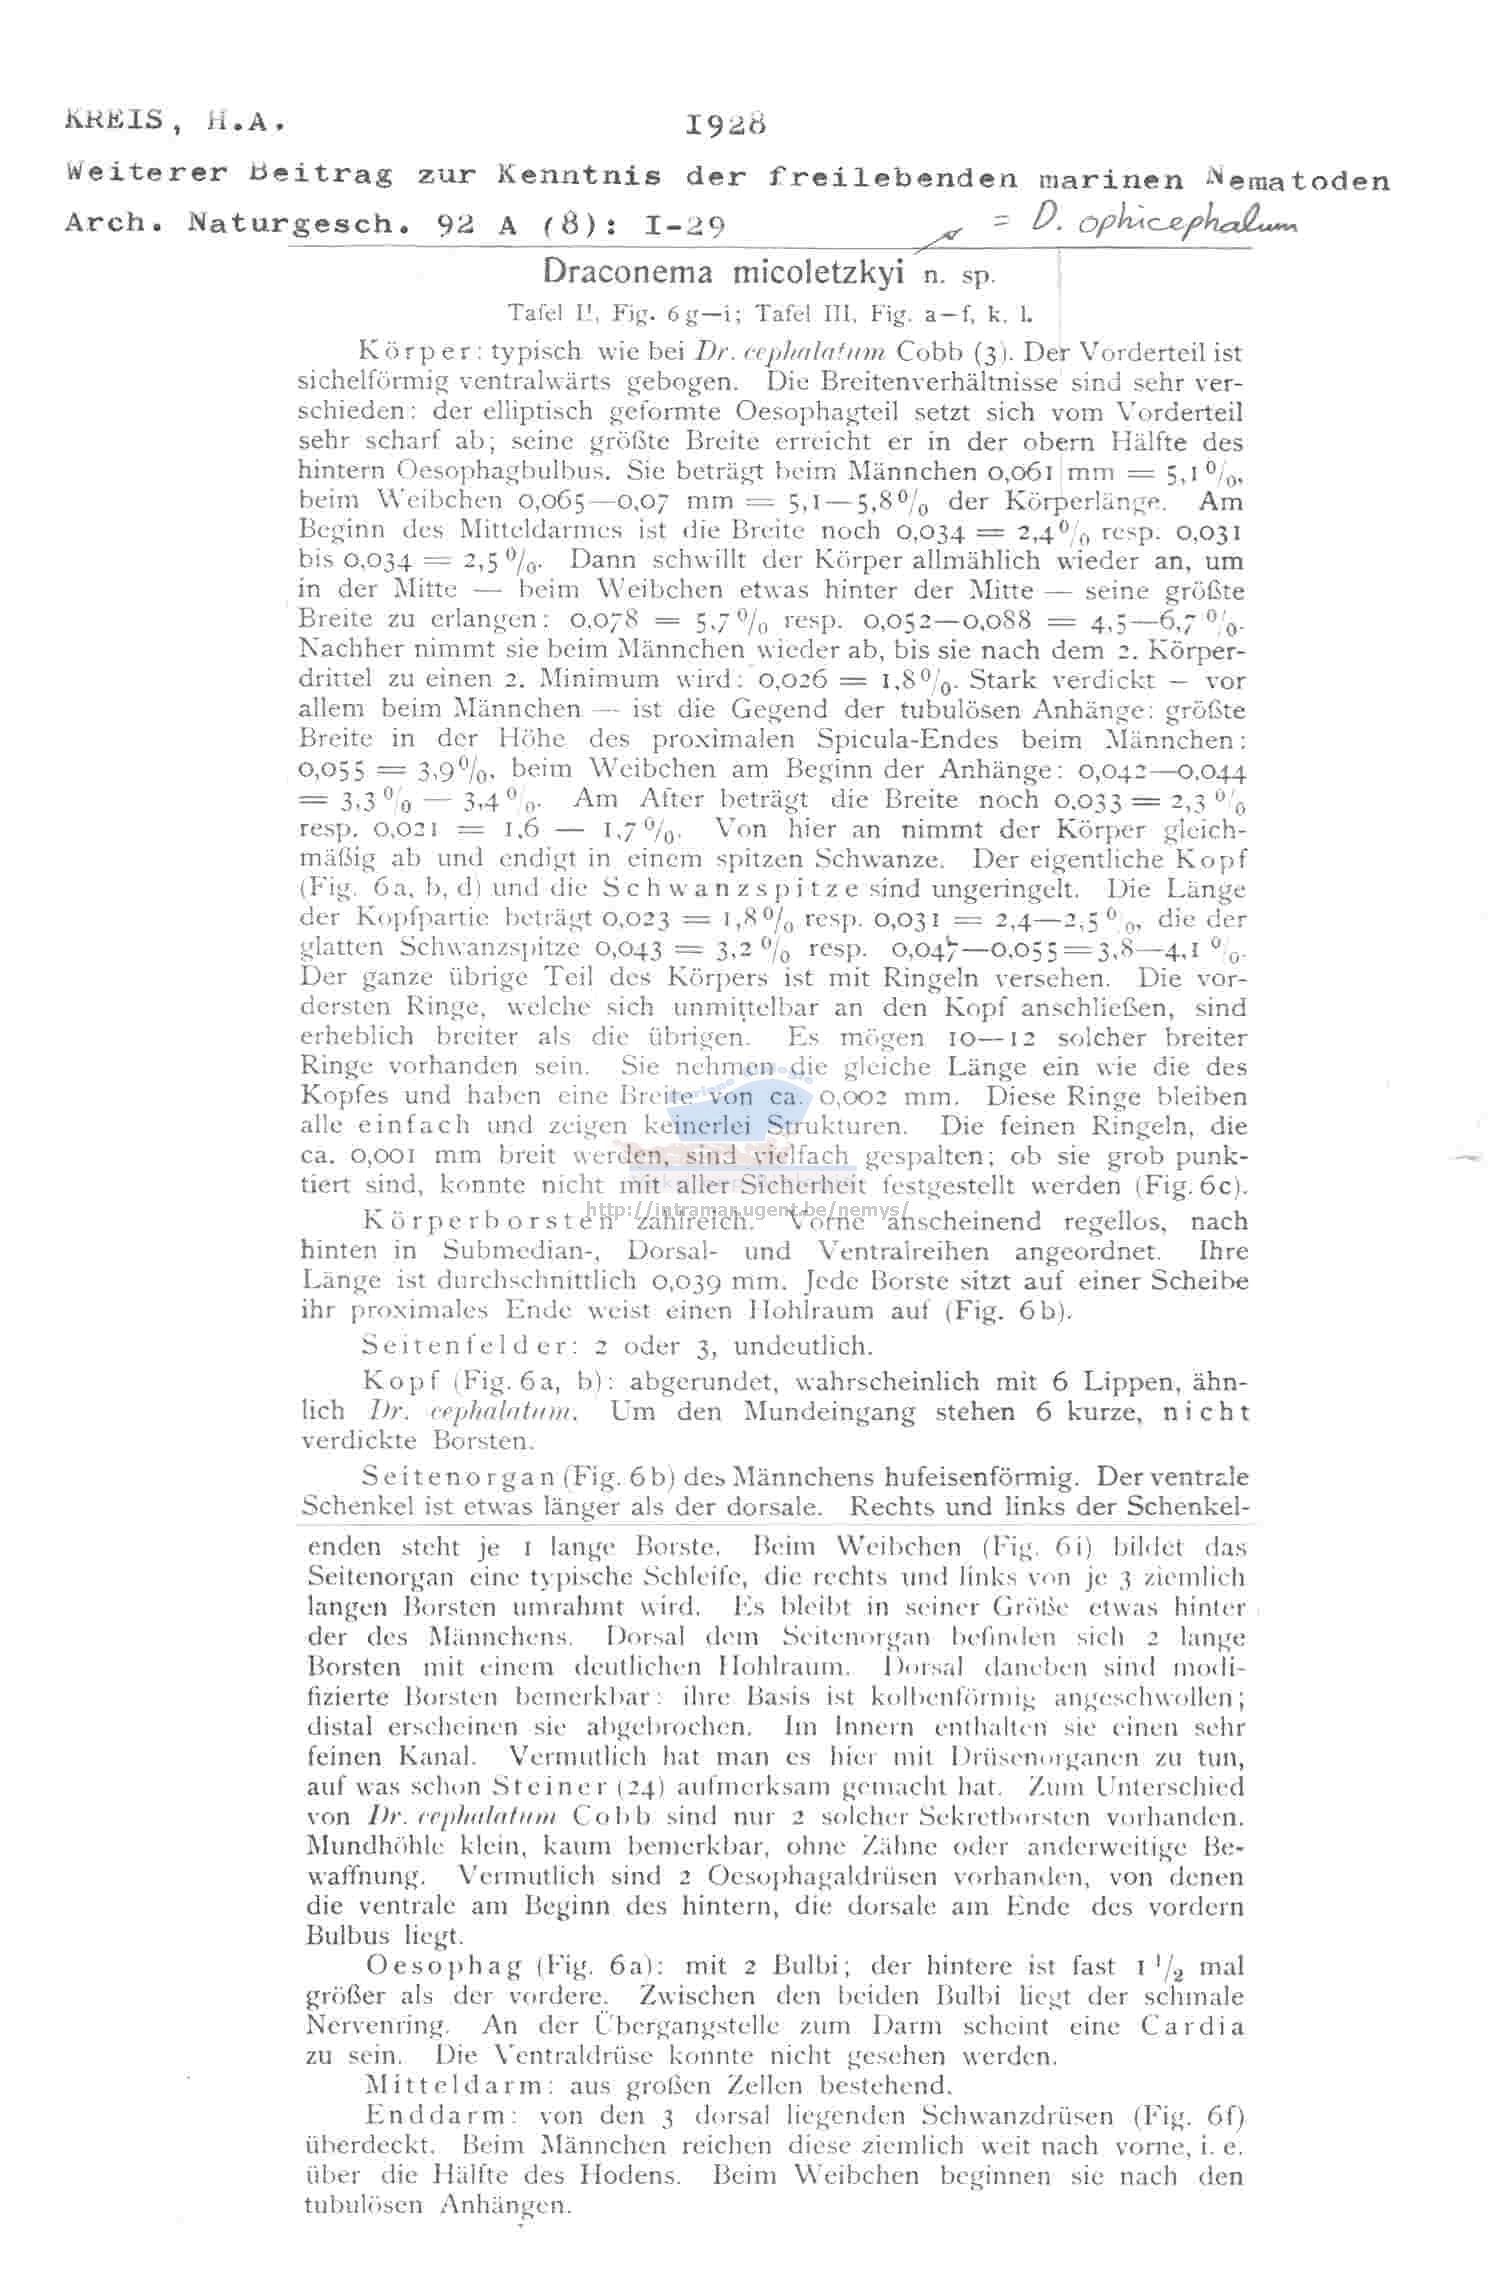 KREIS, H.A. 1928
Weiterer Beitrag zur Kenntnis der freilebenden marinen Nematoden
Arch. Naturgesch. 92 A (8): I-29 = D. ophicephalum
Draconema micoletzkyi n. sp.
Tafel II, Fig. 6 g—i; Tafel III, Fig. a—f, k, l.
Körper: typisch wie bei Dr. cephalatum Cobb (3). Der Vorderteil ist
sichelförmig ventralwärts gebogen. Die Breitenverhältnisse sind sehr ver-
schieden: der elliptisch geformte Oesophagteil setzt sich vom Vorderteil
sehr scharf ab; seine größte Breite erreicht er in der obern Hälfte des
hintern Oesophagbulbus. Sie beträgt beim Männchen 0,061 mm = 5,1 %,
beim Weibchen 0,065—0,07 mm = 5,1—5,8 % der Körperlänge. Am
Beginn des Mitteldarmes ist die Breite noch 0,034 = 2,4 % resp. 0,031
bis 0,034 = 2,5 %. Dann schwillt der Körper allmählich wieder an, um
in der Mitte — beim Weibchen etwas hinter der Mitte — seine größte
Breite zu erlangen: 0,078 = 5,7 % resp. 0,052—0,088 = 4,5—6,7 %.
Nachher nimmt sie beim Männchen wieder ab, bis sie nach dem 2. Körper-
drittel zu einen 2. Minimum wird: 0,026 = 1,8 %. Stark verdickt — vor
allem beim Männchen — ist die Gegend der tubulösen Anhänge: größte
Breite in der Höhe des proximalen Spicula-Endes beim Männchen:
0,055 = 3,9 %, beim Weibchen am Beginn der Anhänge: 0,042—0,044
= 3,3 % — 3,4 %. Am After beträgt die Breite noch 0,033 = 2,3 %
resp. 0,021 = 1,6 — 1,7 %. Von hier an nimmt der Körper gleich-
mäßig ab und endigt in einem spitzen Schwanze. Der eigentliche Kopf
(Fig. 6a, b, d) und die Schwanzspitze sind ungeringelt. Die Länge
der Kopfpartie beträgt 0,023 = 1,8 % resp. 0,031 = 2,4—2,5 %, die der
glatten Schwanzspitze 0,043 = 3,2 % resp. 0,047—0,055 = 3,8—4,1 %.
Der ganze übrige Teil des Körpers ist mit Ringeln versehen. Die vor-
dersten Ringe, welche sich unmittelbar an den Kopf anschließen, sind
erheblich breiter als die übrigen. Es mögen 10—12 solcher breiter
Ringe vorhanden sein. Sie nehmen die gleiche Länge ein wie die des
Kopfes und haben eine Breite von ca. 0,002 mm. Diese Ringe bleiben
alle einfach und zeigen keinerlei Strukturen. Die feinen Ringeln, die
ca. 0,001 mm breit werden, sind vielfach gespalten; ob sie grob punk-
tiert sind, konnte nicht mit aller Sicherheit festgestellt werden (Fig. 6c).
http://intramar.ugent.be/nemys/
Körperborsten zahlreich. Vorne anscheinend regellos, nach
hinten in Submedian-, Dorsal- und Ventralreihen angeordnet. Ihre
Länge ist durchschnittlich 0,039 mm. Jede Borste sitzt auf einer Scheibe
ihr proximales Ende weist einen Hohlraum auf (Fig. 6b).
Seitenfelder: 2 oder 3, undeutlich.
Kopf (Fig. 6a, b): abgerundet, wahrscheinlich mit 6 Lippen, ähn-
lich Dr. cephalatum. Um den Mundeingang stehen 6 kurze, nicht
verdickte Borsten.
Seitenorgan (Fig. 6b) des Männchens hufeisenförmig. Der ventrale
Schenkel ist etwas länger als der dorsale. Rechts und links der Schenkel-
enden steht je 1 lange Borste. Beim Weibchen (Fig. 6i) bildet das
Seitenorgan eine typische Schleife, die rechts und links von je 3 ziemlich
langen Borsten umrahmt wird. Es bleibt in seiner Größe etwas hinter
der des Männchens. Dorsal dem Seitenorgan befinden sich 2 lange
Borsten mit einem deutlichen Hohlraum. Dorsal daneben sind modi-
fizierte Borsten bemerkbar: ihre Basis ist kolbenförmig angeschwollen;
distal erscheinen sie abgebrochen. Im Innern enthalten sie einen sehr
feinen Kanal. Vermutlich hat man es hier mit Drüsenorganen zu tun,
auf was schon Steiner (24) aufmerksam gemacht hat. Zum Unterschied
von Dr. cephalatum Cobb sind nur 2 solcher Sekretborsten vorhanden.
Mundhöhle klein, kaum bemerkbar, ohne Zähne oder anderweitige Be-
waffnung. Vermutlich sind 2 Oesophagaldrüsen vorhanden, von denen
die ventrale am Beginn des hintern, die dorsale am Ende des vordern
Bulbus liegt.
Oesophag (Fig. 6a): mit 2 Bulbi; der hintere ist fast 1 1/2 mal
größer als der vordere. Zwischen den beiden Bulbi liegt der schmale
Nervenring. An der Übergangstelle zum Darm scheint eine Cardia
zu sein. Die Ventraldrüse konnte nicht gesehen werden.
Mitteldarm: aus großen Zellen bestehend.
Enddarm: von den 3 dorsal liegenden Schwanzdrüsen (Fig. 6f)
überdeckt. Beim Männchen reichen diese ziemlich weit nach vorne, i. e.
über die Hälfte des Hodens. Beim Weibchen beginnen sie nach den
tubulösen Anhängen.